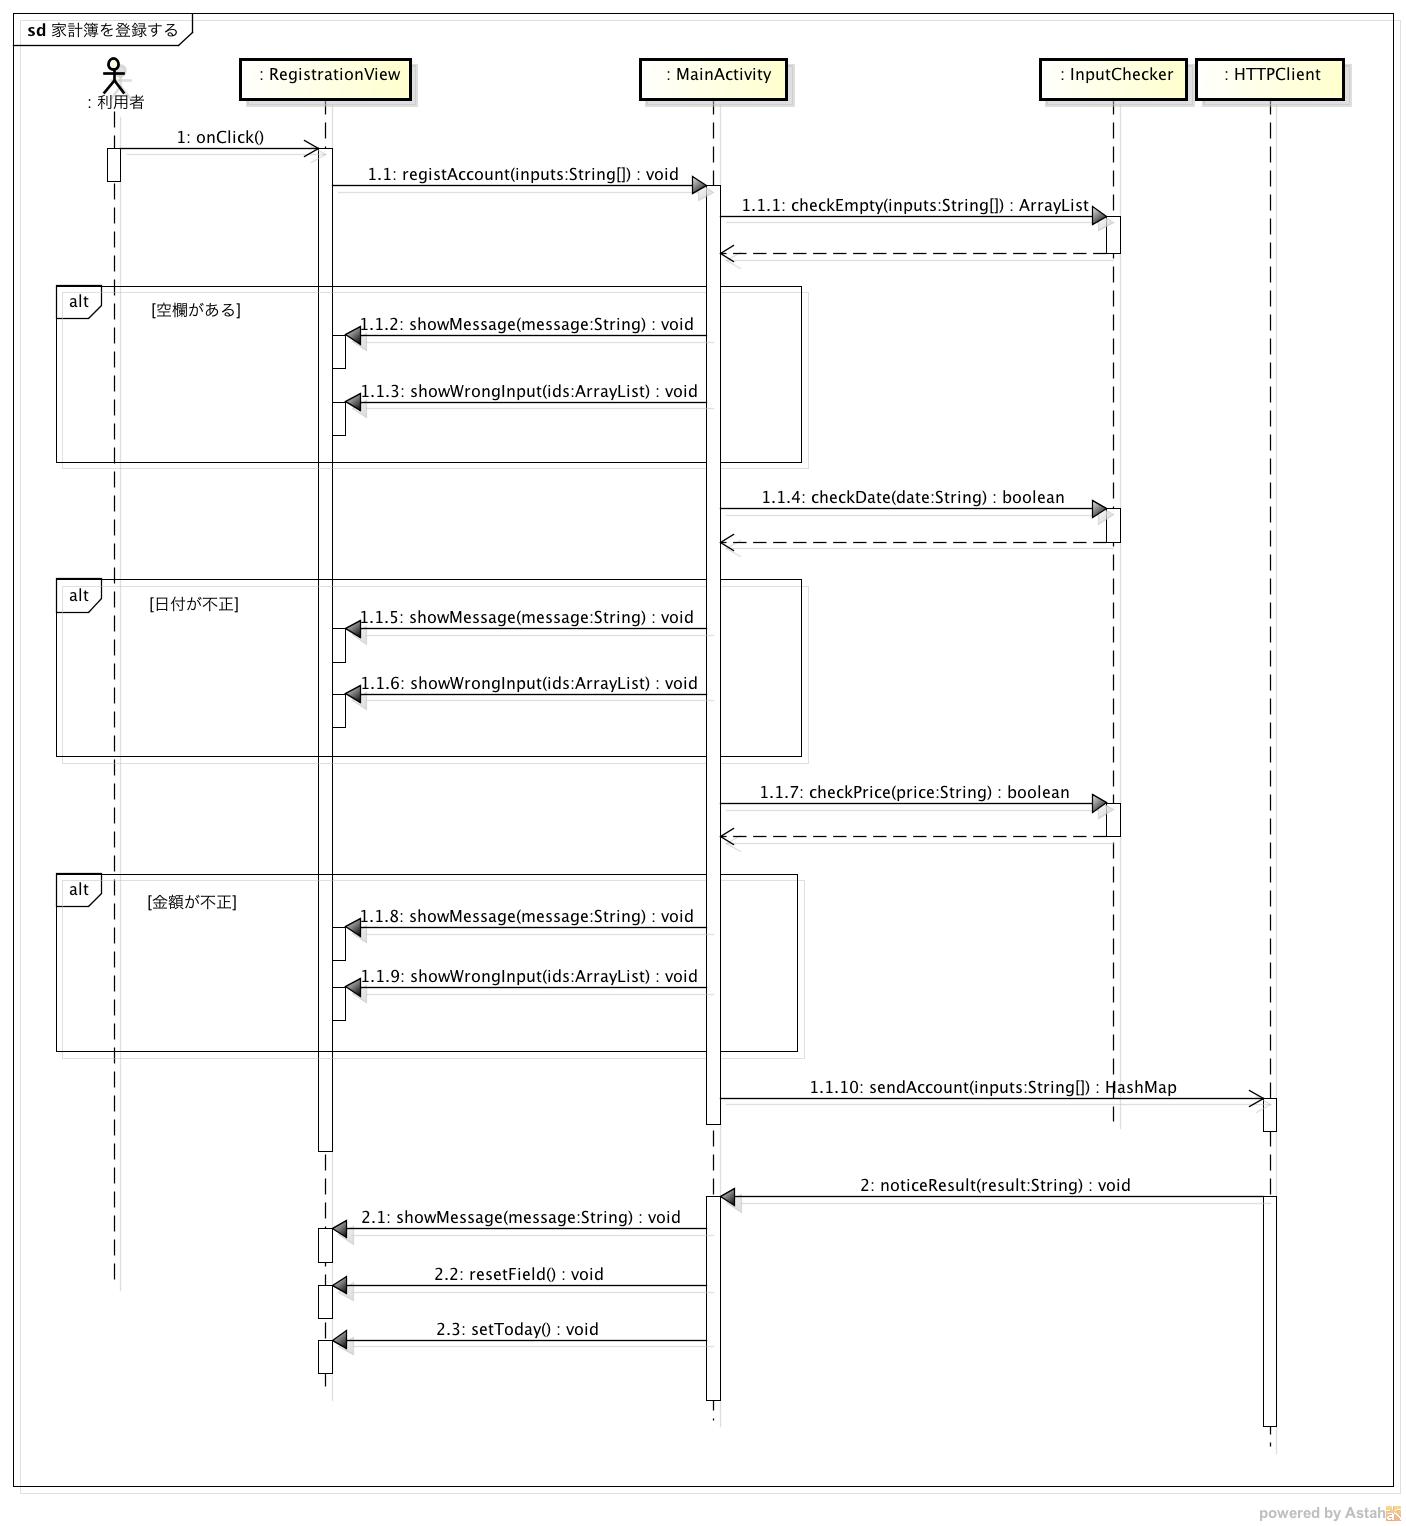 sd 家計簿を登録する
: 利用者
: RegistrationView
: MainActivity
: InputChecker
: HTTPClient
1: onClick()
1.1: registAccount(inputs:String[]) : void
1.1.1: checkEmpty(inputs:String[]) : ArrayList
alt
[空欄がある]
1.1.2: showMessage(message:String) : void
1.1.3: showWrongInput(ids:ArrayList) : void
1.1.4: checkDate(date:String) : boolean
alt
[日付が不正]
1.1.5: showMessage(message:String) : void
1.1.6: showWrongInput(ids:ArrayList) : void
1.1.7: checkPrice(price:String) : boolean
alt
[金額が不正]
1.1.8: showMessage(message:String) : void
1.1.9: showWrongInput(ids:ArrayList) : void
1.1.10: sendAccount(inputs:String[]) : HashMap
2: noticeResult(result:String) : void
2.1: showMessage(message:String) : void
2.2: resetField() : void
2.3: setToday() : void
powered by Astah